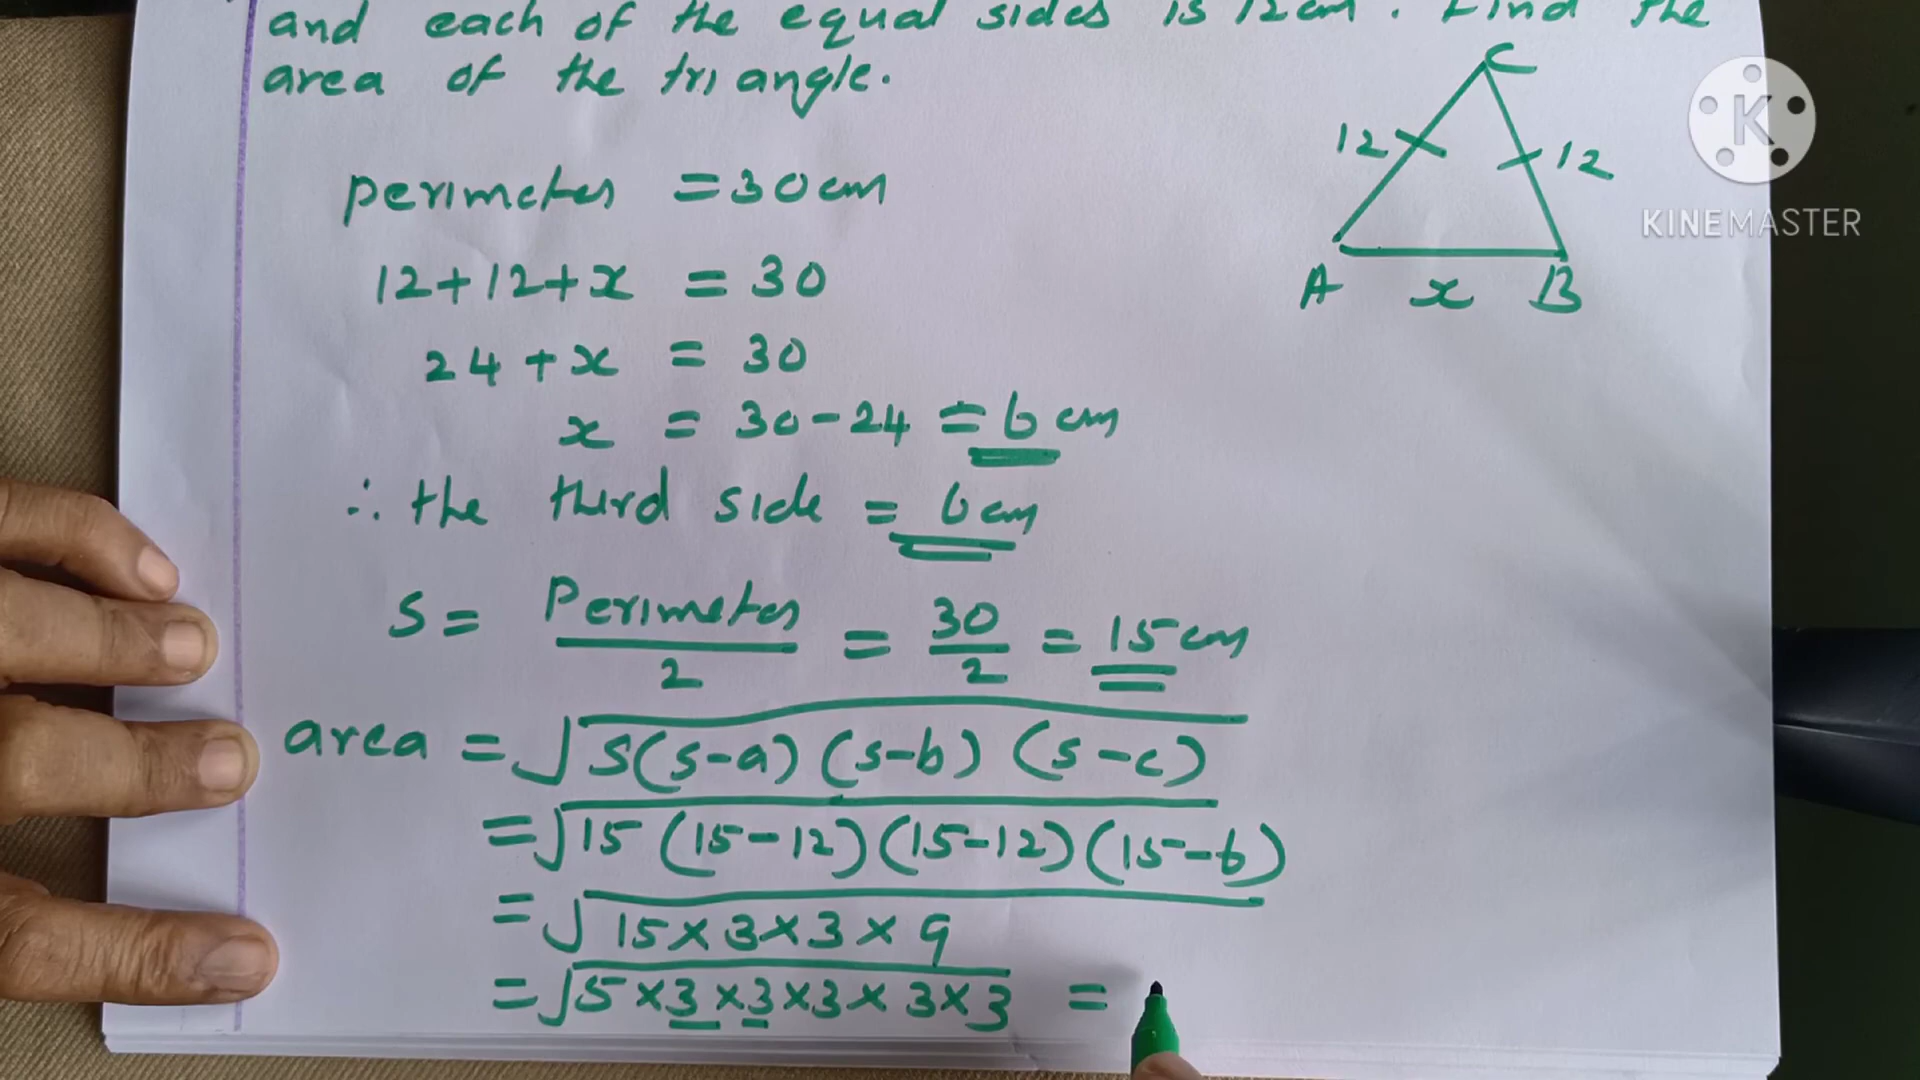 and each of the equal sides is 12cm. Find the
area of the triangle.
C
12
12
A
x
B
K
KINEMASTER
perimeter = 30cm
12+12+x = 30
24+x = 30
x = 30-24 = 6 cm
∴ the third side = 6cm
S = Perimeter/2 = 30/2 = 15cm
area = √S(S-a)(S-b)(S-c)
= √15(15-12)(15-12)(15-6)
= √15×3×3×9
= √5×3×3×3×3×3 =